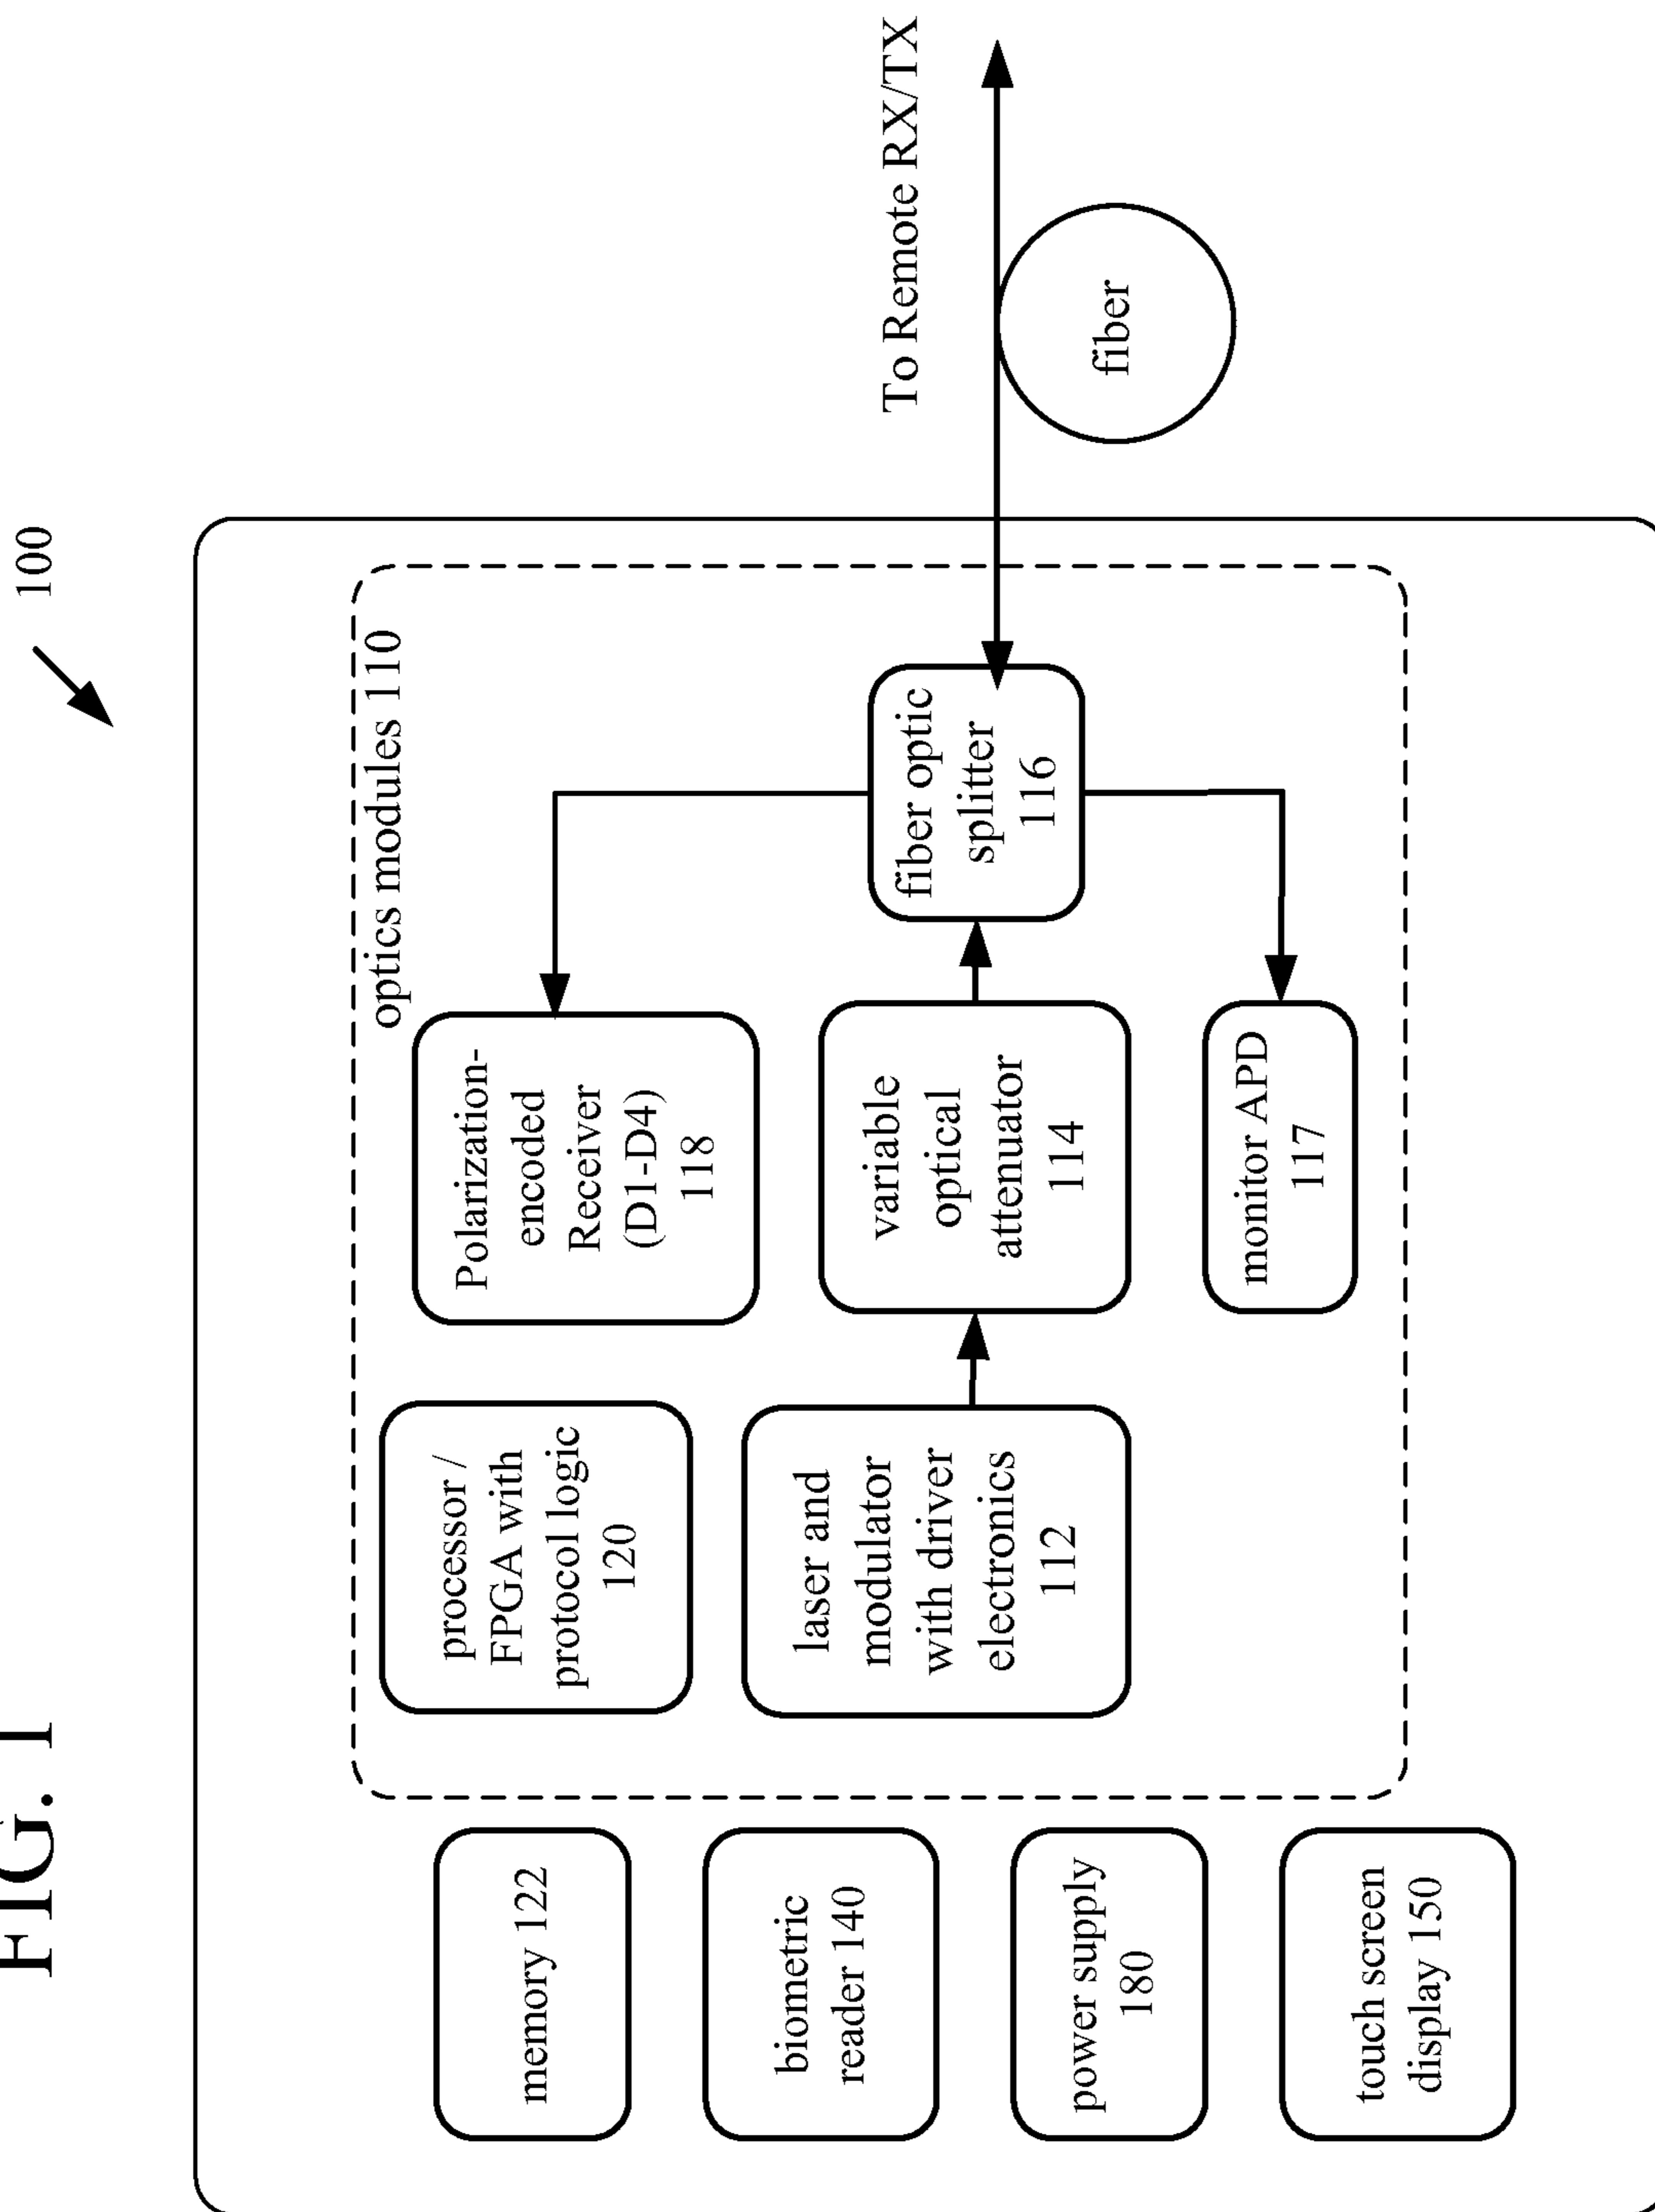 FIG. 1
100
optics modules 110
memory 122
processor /
FPGA with
protocol logic
120
Polarization-
encoded
Receiver
(D1-D4)
118
To Remote RX/TX
biometric
reader 140
laser and
modulator
with driver
electronics
112
variable
optical
attenuator
114
fiber optic
splitter
116
fiber
power supply
180
monitor APD
117
touch screen
display 150